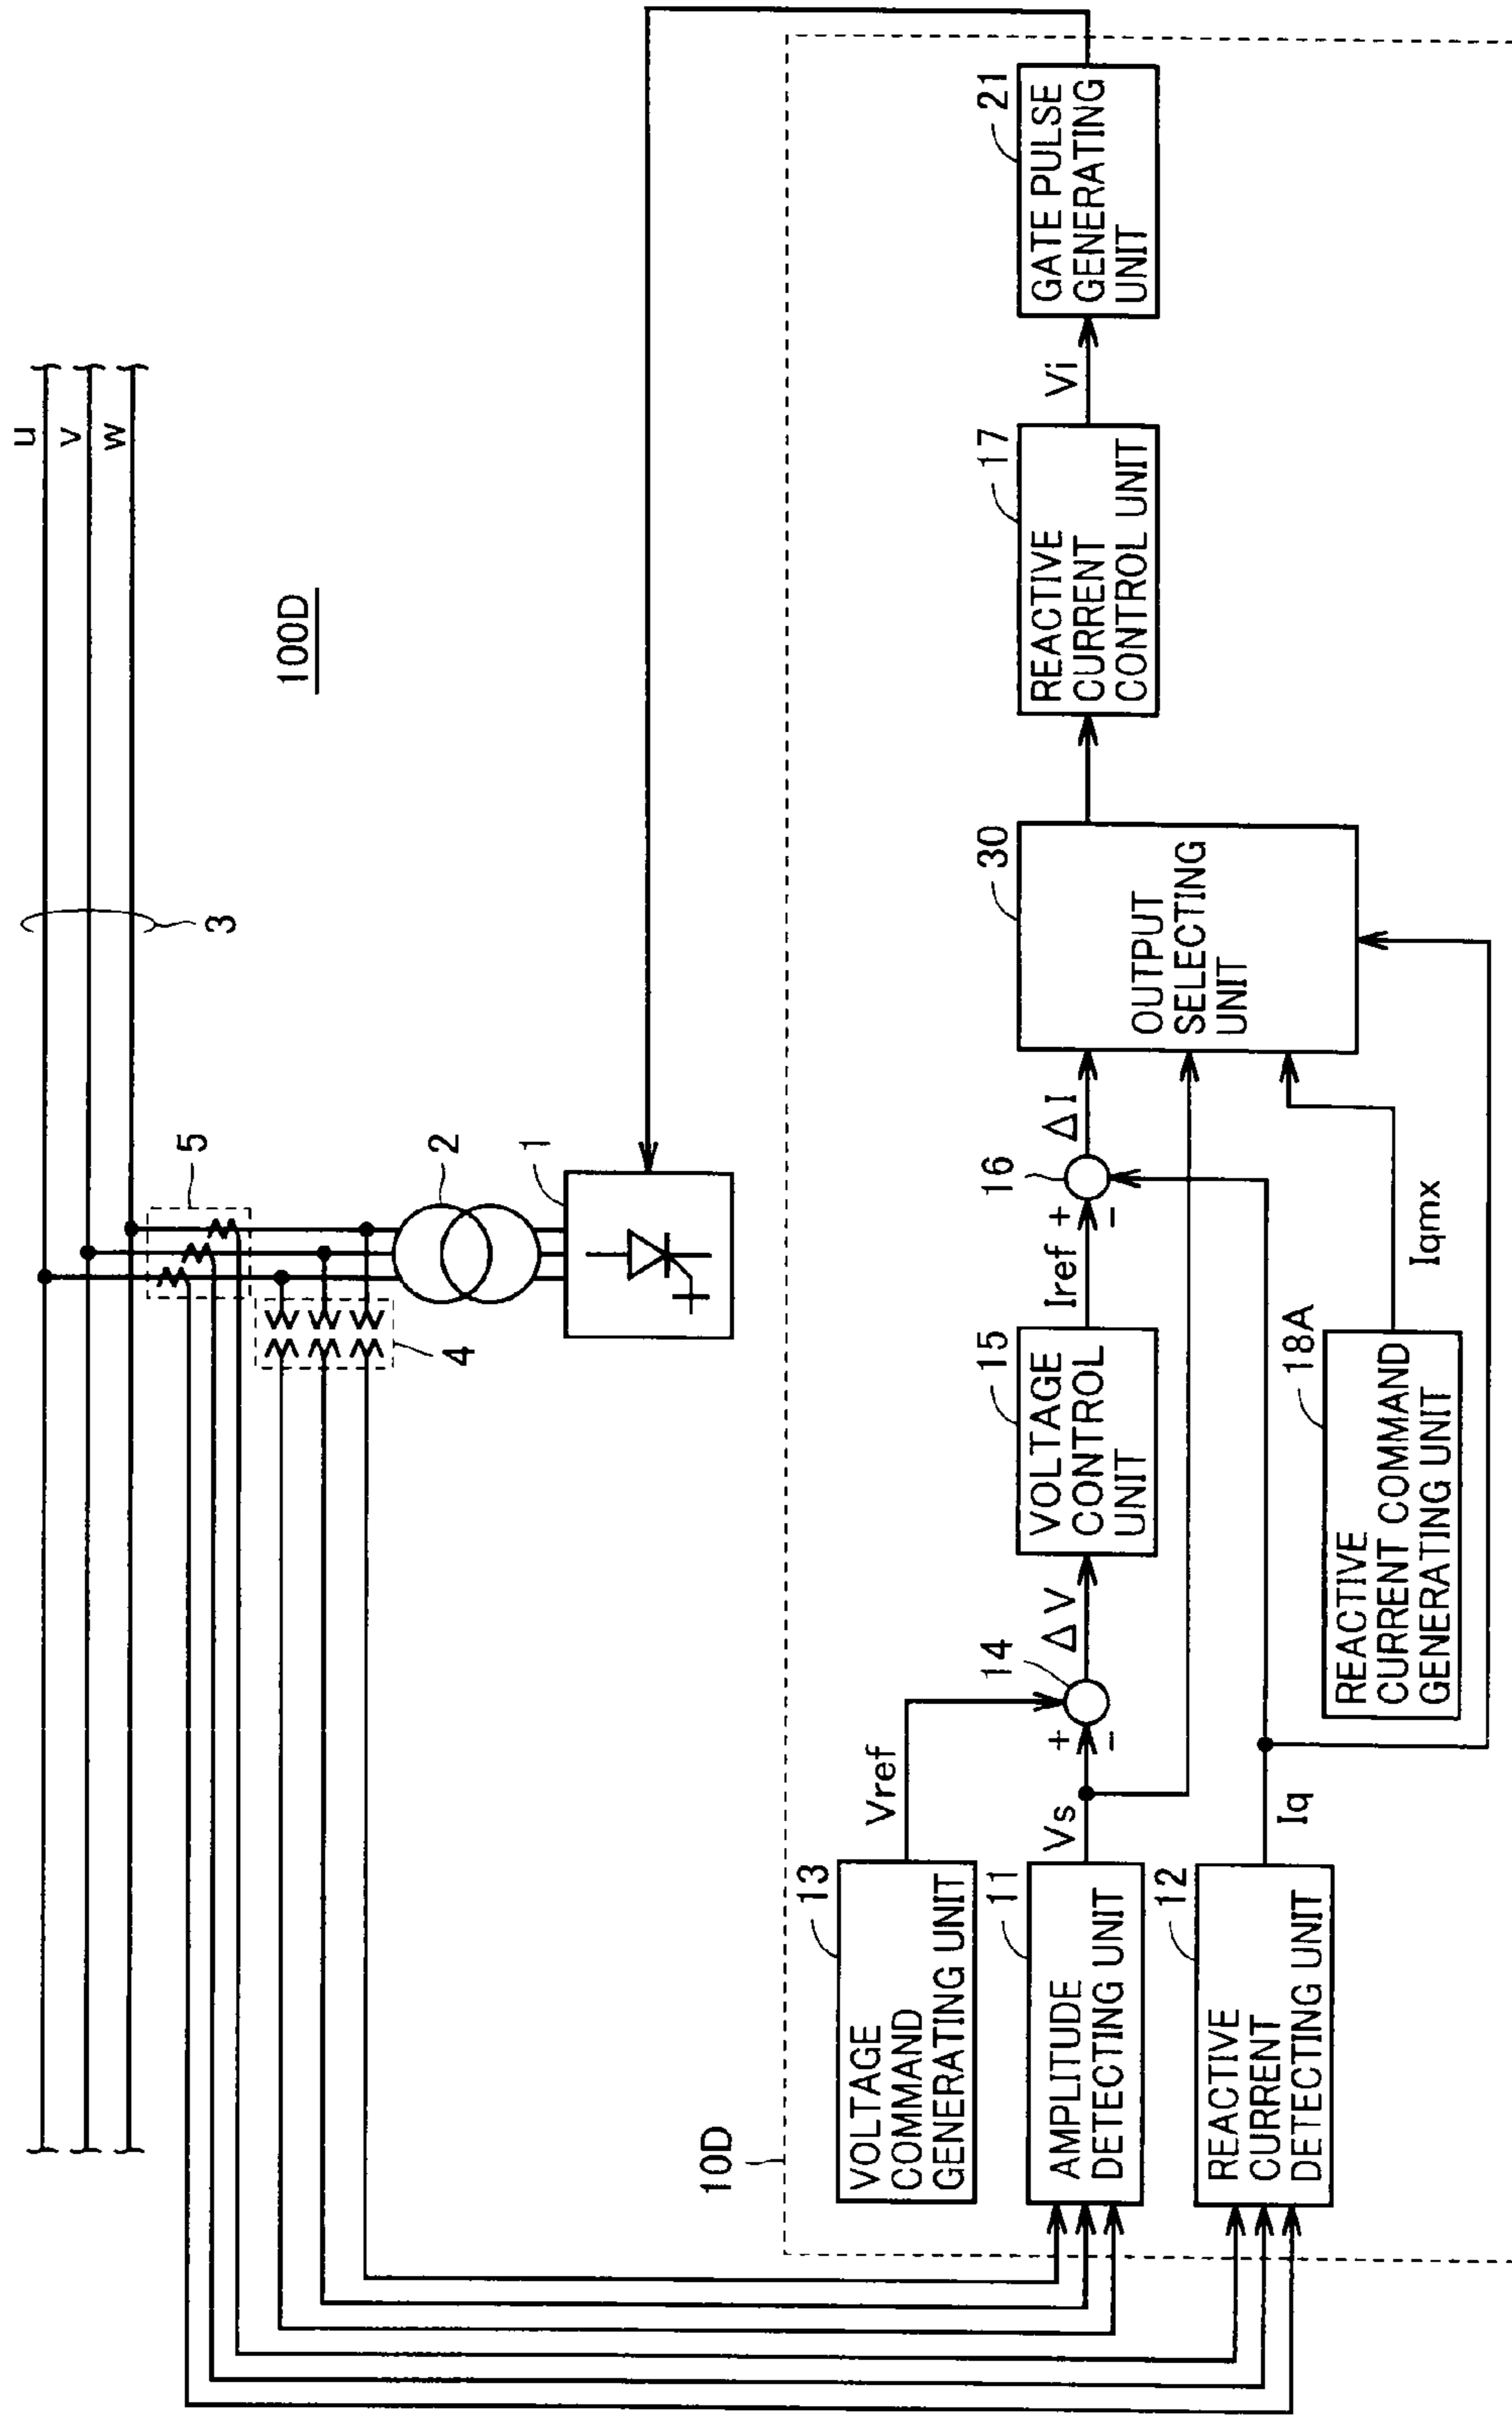 u
v
w
3
100D
5
2
1
4
10D
13
VOLTAGE
COMMAND
GENERATING UNIT
Vref
11
AMPLITUDE
DETECTING UNIT
Vs
12
REACTIVE
CURRENT
DETECTING UNIT
Iq
14
+
−
ΔV
15
VOLTAGE
CONTROL
UNIT
Iref
16
+
−
ΔI
18A
REACTIVE
CURRENT COMMAND
GENERATING UNIT
Iqmx
30
OUTPUT
SELECTING
UNIT
17
REACTIVE
CURRENT
CONTROL UNIT
Vi
21
GATE PULSE
GENERATING
UNIT